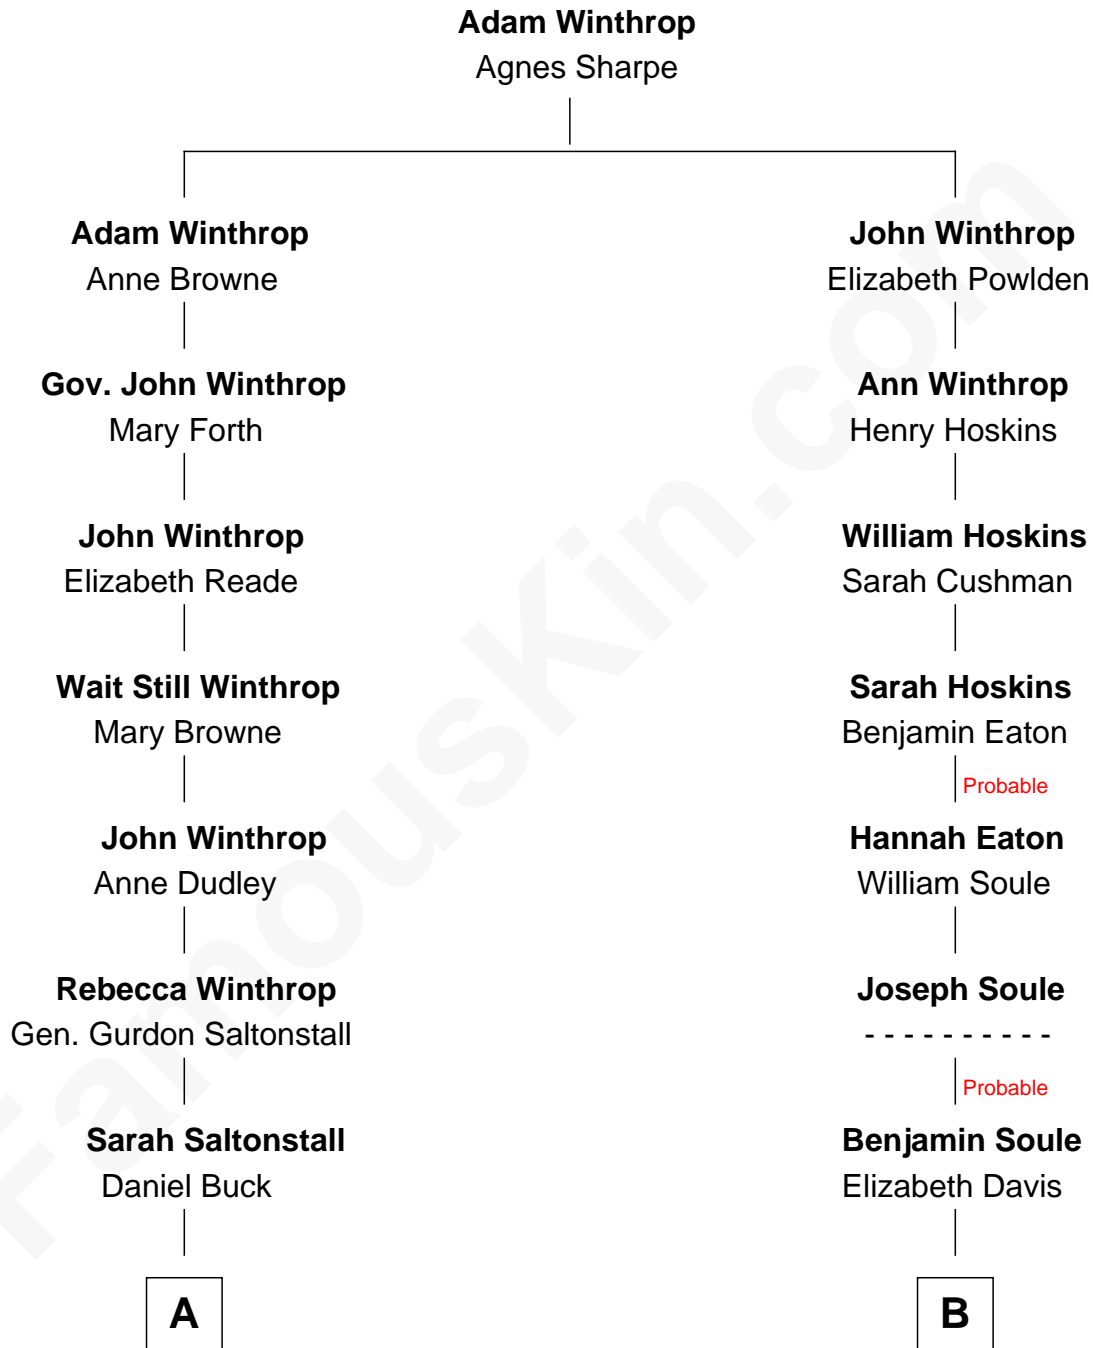 Adam Winthrop
Agnes Sharpe
Adam Winthrop
Anne Browne
John Winthrop
Elizabeth Powlden
Gov. John Winthrop
Mary Forth
Ann Winthrop
Henry Hoskins
John Winthrop
Elizabeth Reade
William Hoskins
Sarah Cushman
Wait Still Winthrop
Mary Browne
Sarah Hoskins
Benjamin Eaton
Probable
John Winthrop
Anne Dudley
Hannah Eaton
William Soule
Rebecca Winthrop
Gen. Gurdon Saltonstall
Joseph Soule
- - - - - - - - - -
Probable
Sarah Saltonstall
Daniel Buck
Benjamin Soule
Elizabeth Davis
A
B
FamousKin.com